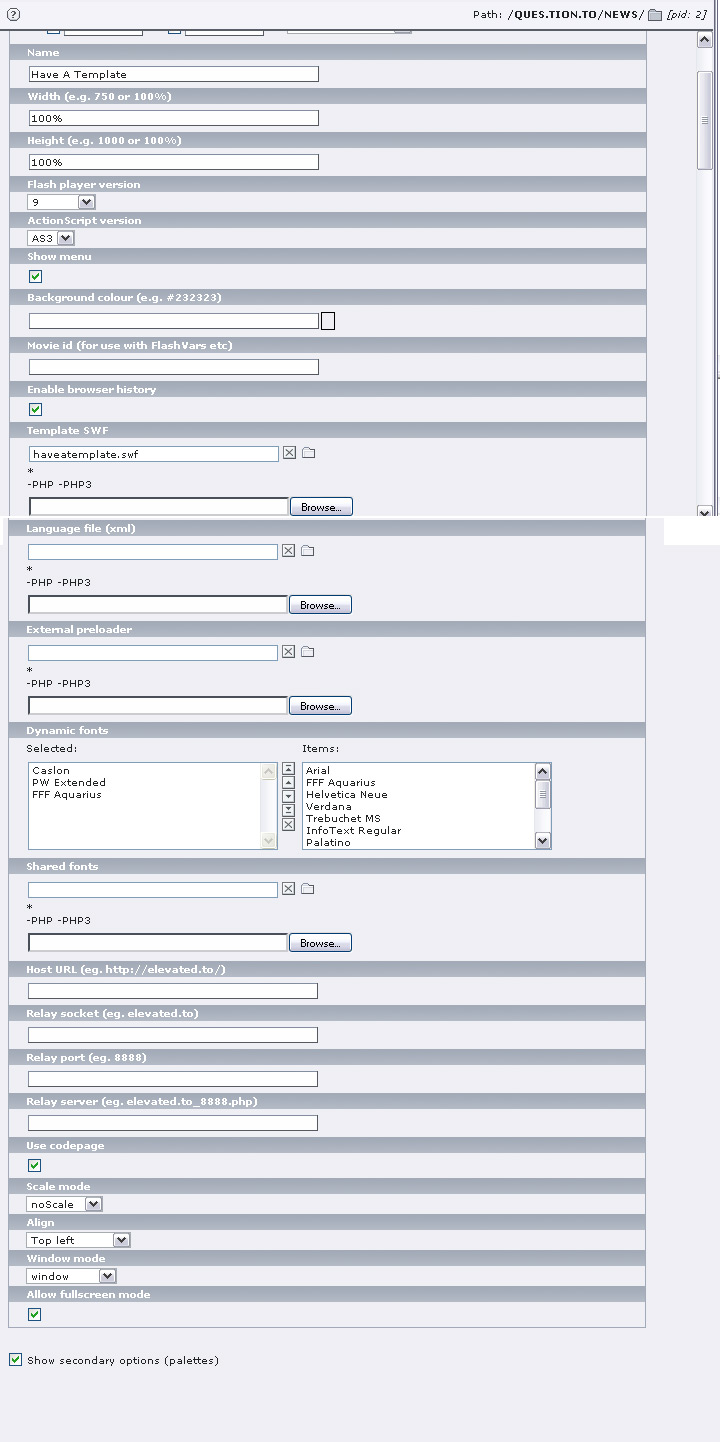 Path: /QUES.TION.TO/NEWS/ [pid: 2]
Name
Have A Template
Width (e.g. 750 or 100%)
100%
Height (e.g. 1000 or 100%)
100%
Flash player version
9
ActionScript version
AS3
Show menu
Background colour (e.g. #232323)
Movie id (for use with FlashVars etc)
Enable browser history
Template SWF
haveatemplate.swf
*
-PHP -PHP3
Browse...
Language file (xml)
*
-PHP -PHP3
Browse...
External preloader
*
-PHP -PHP3
Browse...
Dynamic fonts
Selected: Items:
Caslon Arial
PW Extended FFF Aquarius
FFF Aquarius Helvetica Neue
Verdana
Trebuchet MS
InfoText Regular
Palatino
Shared fonts
*
-PHP -PHP3
Browse...
Host URL (eg. http://elevated.to/)
Relay socket (eg. elevated.to)
Relay port (eg. 8888)
Relay server (eg. elevated.to_8888.php)
Use codepage
Scale mode
noScale
Align
Top left
Window mode
window
Allow fullscreen mode
Show secondary options (palettes)